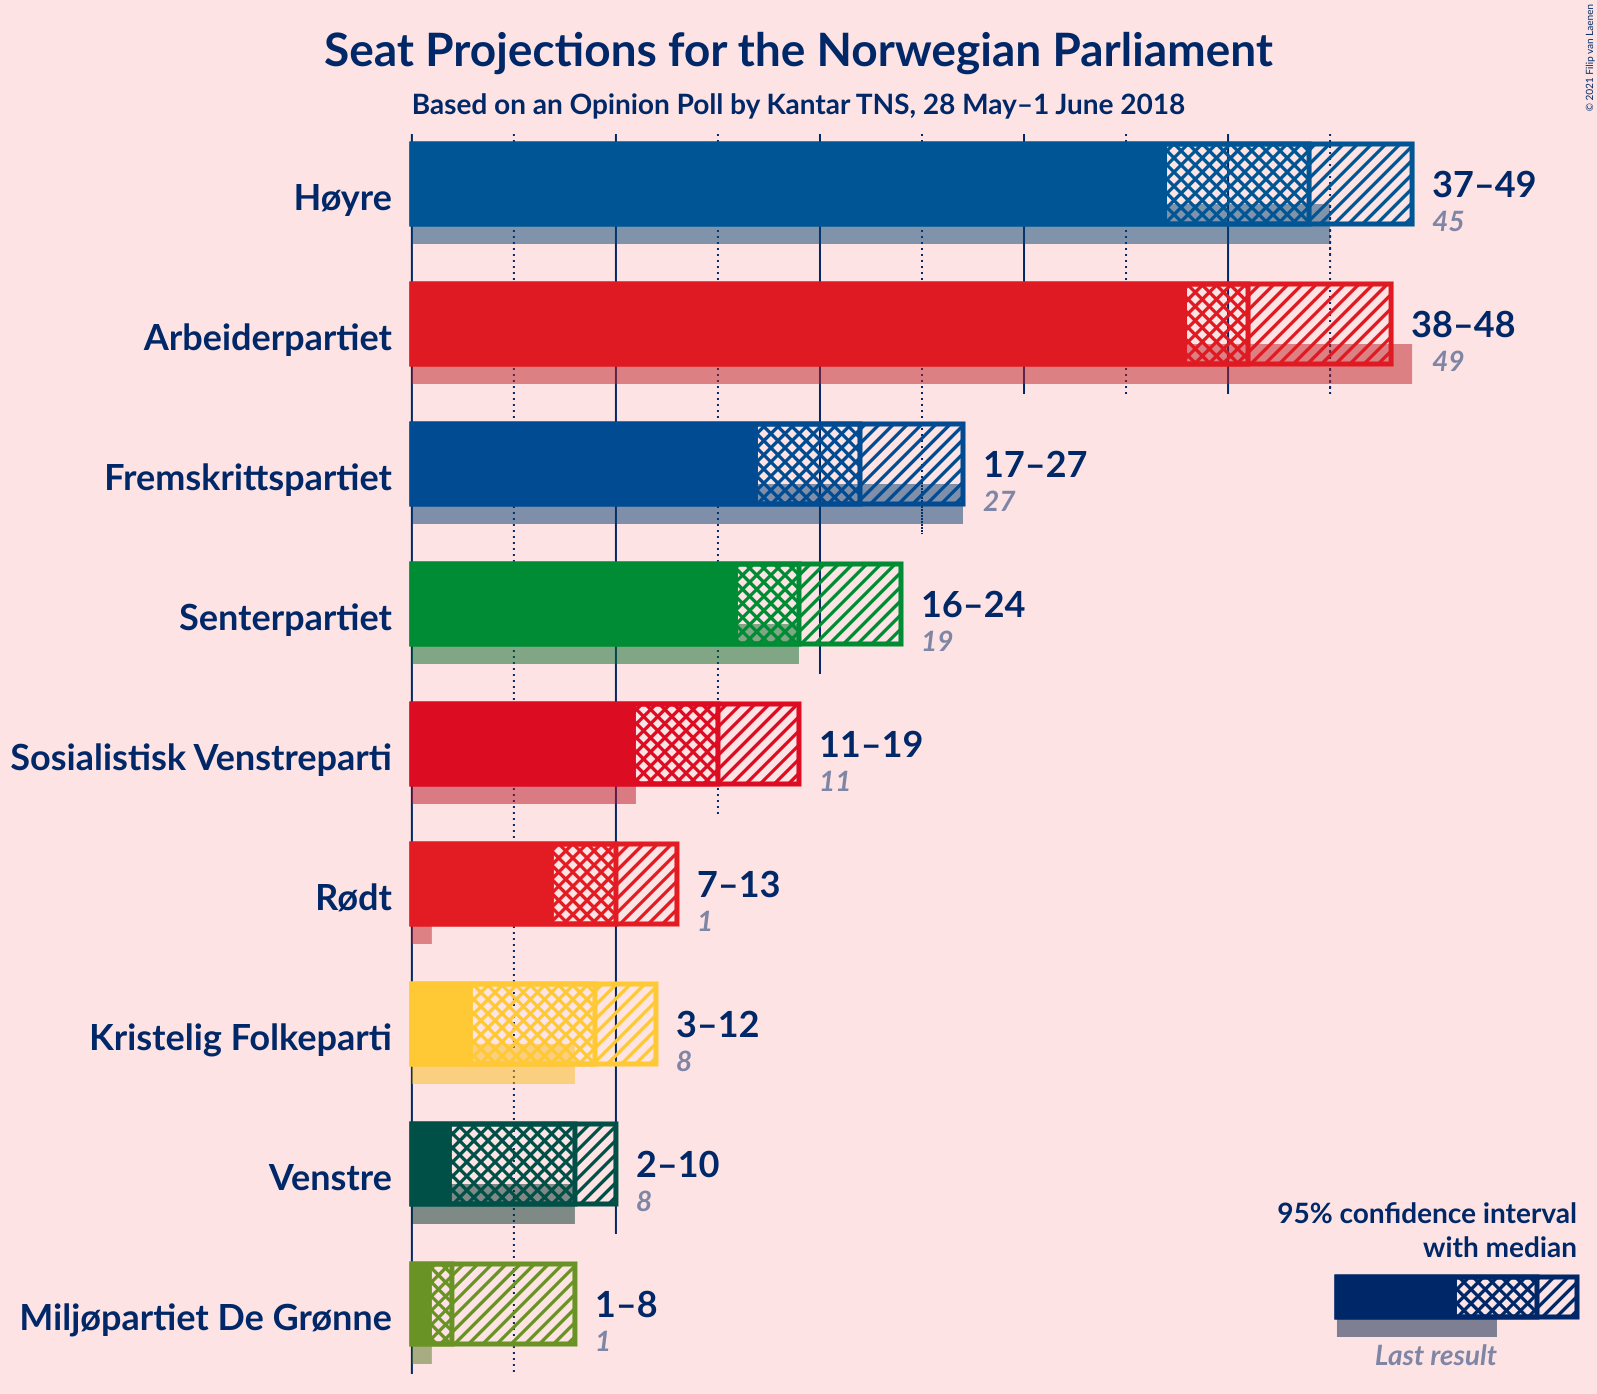 Seat Projections for the Norwegian Parliament
Based on an Opinion Poll by Kantar TNS, 28 May–1 June 2018
© 2021 Filip van Laenen
Høyre
37–49
45
Arbeiderpartiet
38–48
49
Fremskrittspartiet
17–27
27
Senterpartiet
16–24
19
Sosialistisk Venstreparti
11–19
11
Rødt
7–13
1
Kristelig Folkeparti
3–12
8
Venstre
2–10
8
Miljøpartiet De Grønne
1–8
1
95% confidence interval
with median
Last result